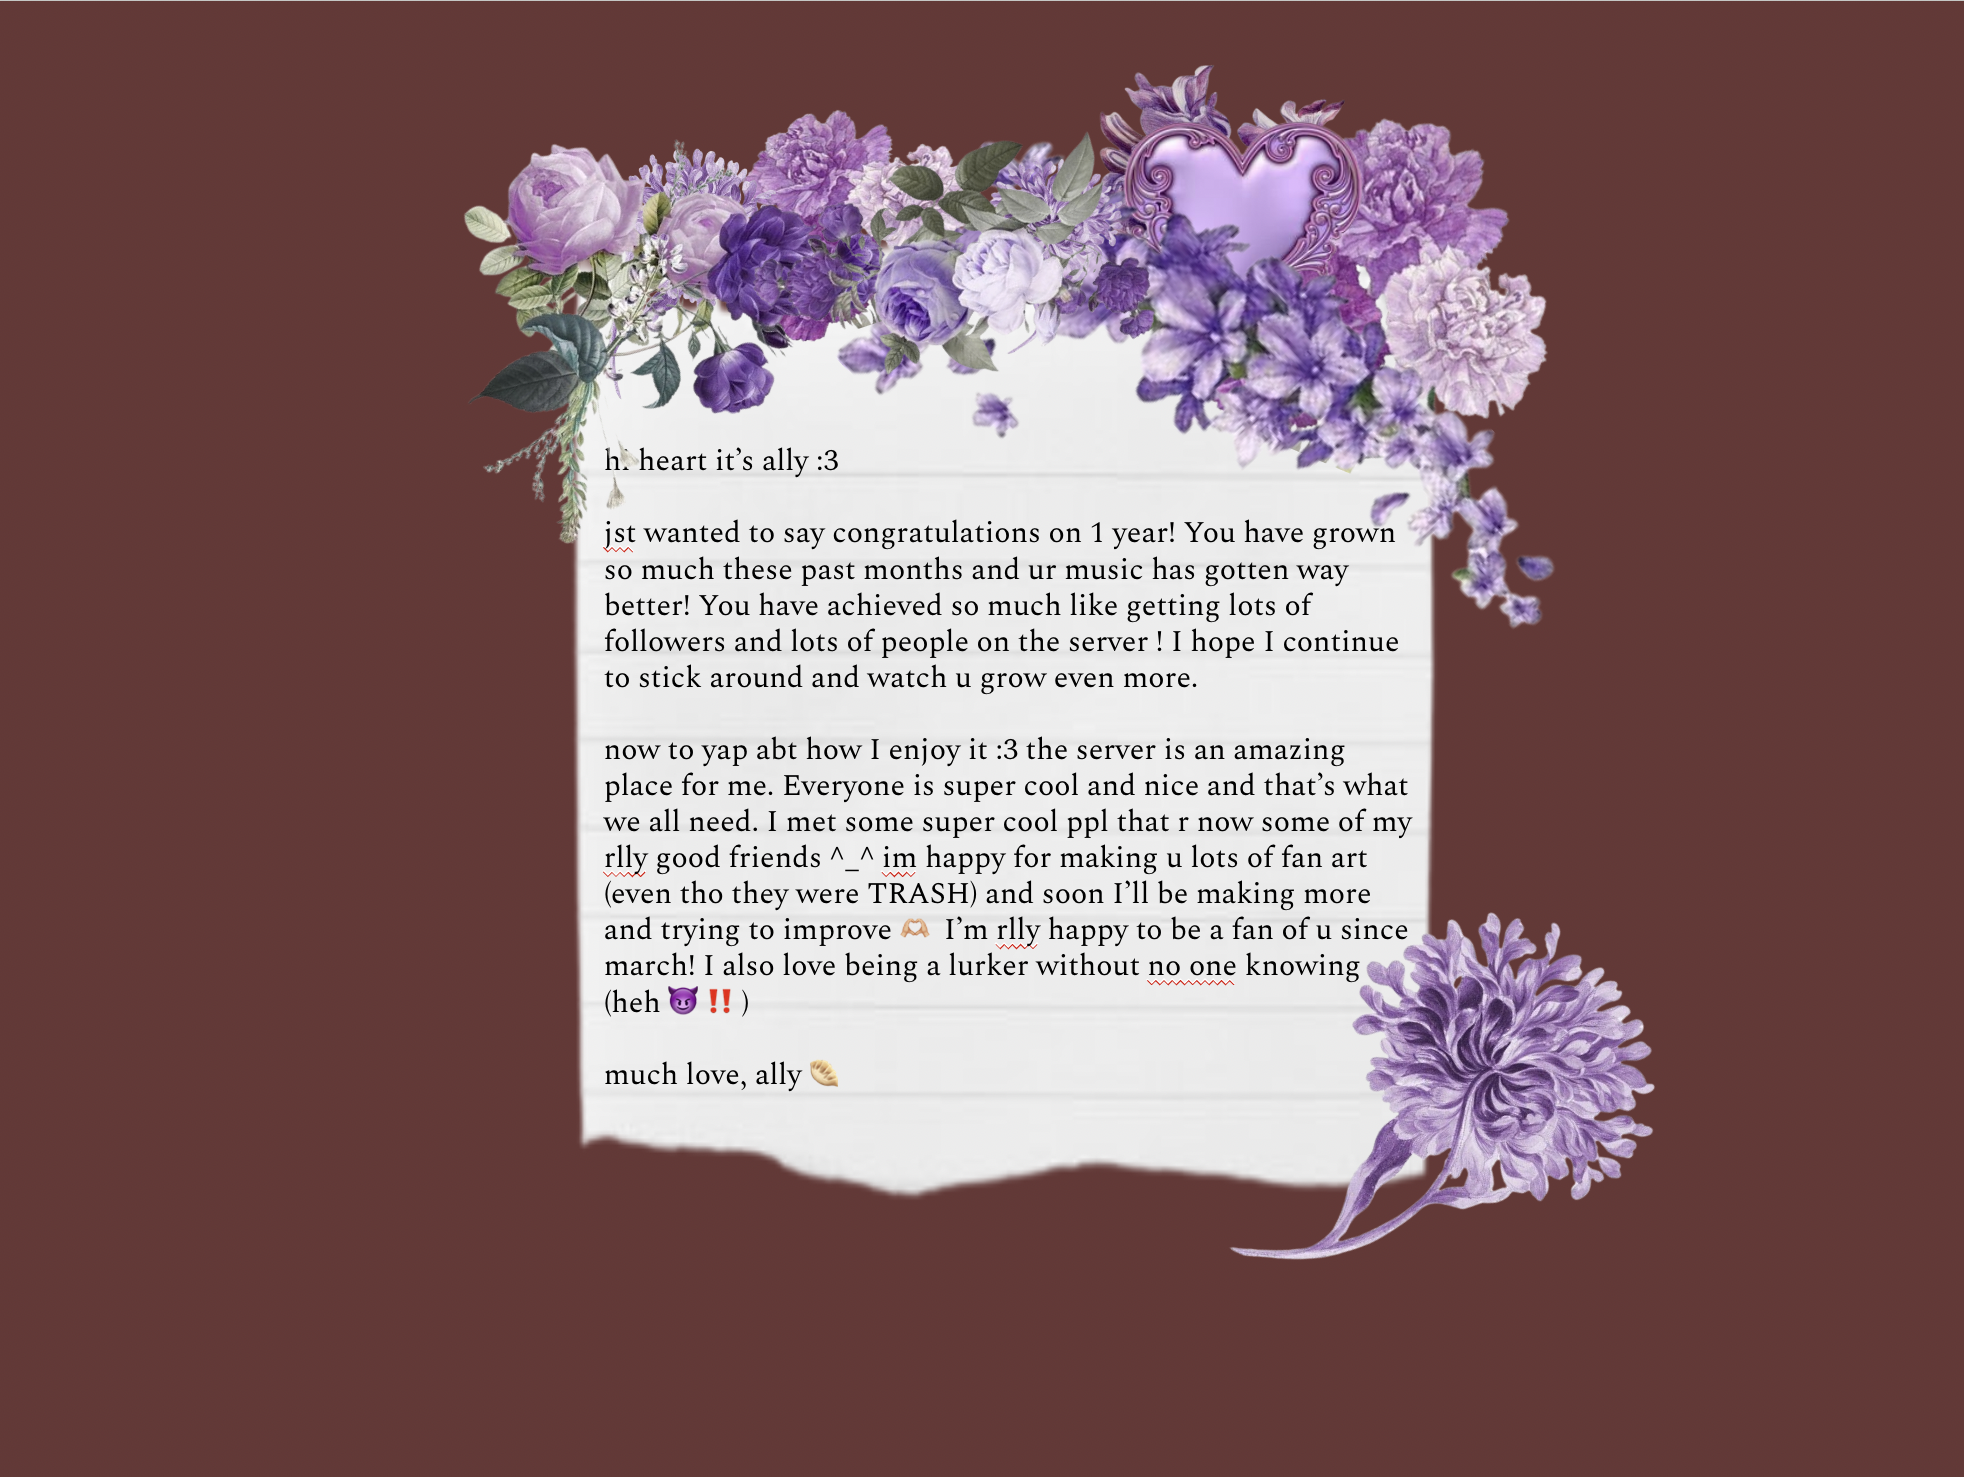 hi heart it’s ally :3
jst wanted to say congratulations on 1 year! You have grown
so much these past months and ur music has gotten way
better! You have achieved so much like getting lots of
followers and lots of people on the server ! I hope I continue
to stick around and watch u grow even more.
now to yap abt how I enjoy it :3 the server is an amazing
place for me. Everyone is super cool and nice and that’s what
we all need. I met some super cool ppl that r now some of my
rlly good friends ^_^ im happy for making u lots of fan art
(even tho they were TRASH) and soon I’ll be making more
and trying to improve 🫶🏼 I’m rlly happy to be a fan of u since
march! I also love being a lurker without no one knowing
(heh 😈 ‼️ )
much love, ally 🥟